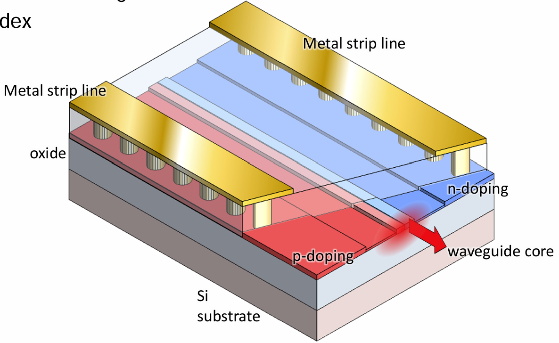 dex
Metal strip line
Metal strip line
oxide
n-doping
waveguide core
p-doping
Si
substrate